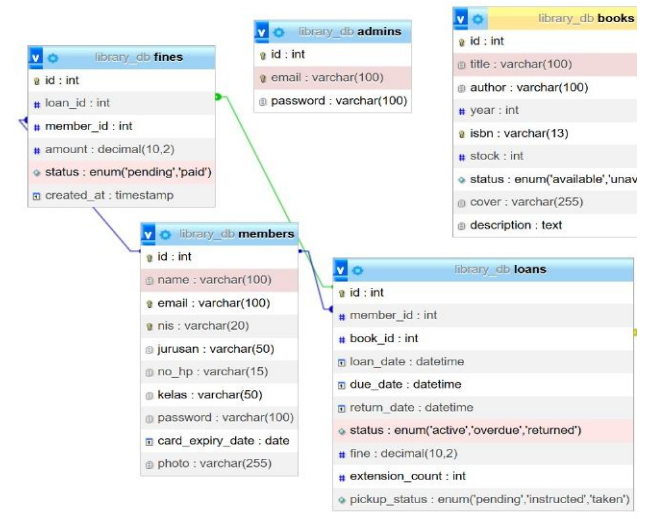 library_db fines
id : int
loan_id : int
member_id : int
amount : decimal(10,2)
status : enum('pending','paid')
created_at : timestamp
library_db admins
id : int
email : varchar(100)
password : varchar(100)
library_db books
id : int
title : varchar(100)
author : varchar(100)
year : int
isbn : varchar(13)
stock : int
status : enum('available','unav
cover : varchar(255)
description : text
library_db members
id : int
name : varchar(100)
email : varchar(100)
nis : varchar(20)
jurusan : varchar(50)
no_hp : varchar(15)
kelas : varchar(50)
password : varchar(100)
card_expiry_date : date
photo : varchar(255)
library_db loans
id : int
member_id : int
book_id : int
loan_date : datetime
due_date : datetime
return_date : datetime
status : enum('active','overdue','returned')
fine : decimal(10,2)
extension_count : int
pickup_status : enum('pending','instructed','taken')